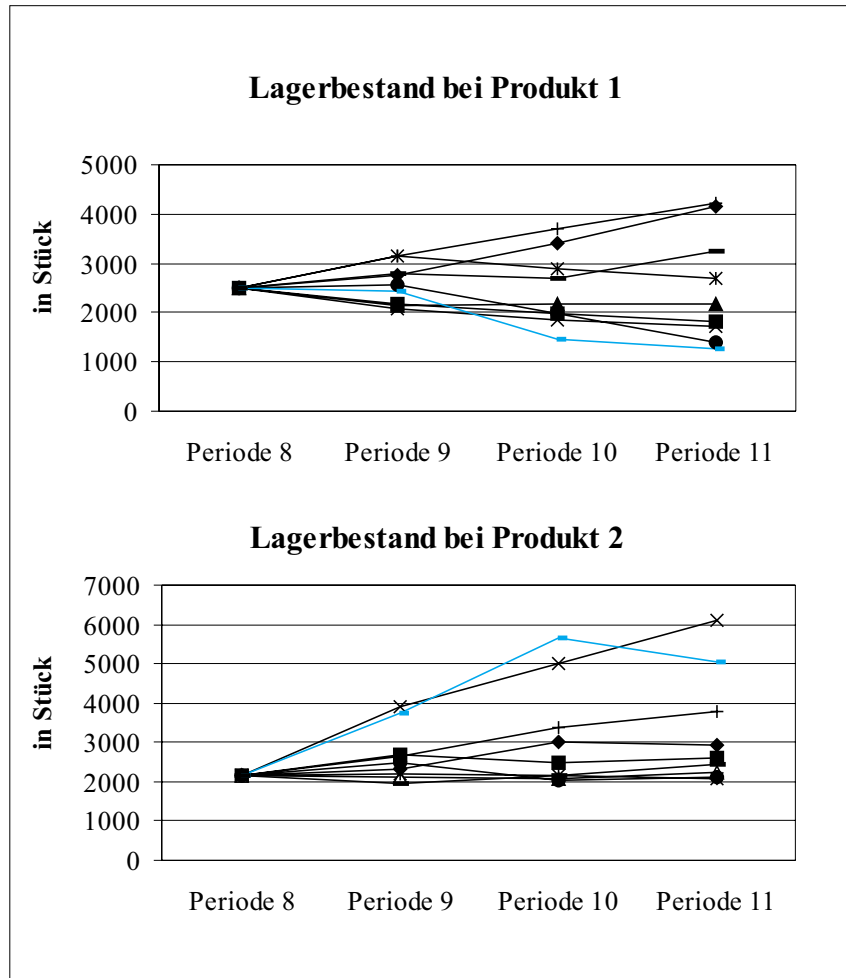 Lagerbestand bei Produkt 1
5000
4000
3000
2000
1000
0
in Stück
Periode 8 Periode 9 Periode 10 Periode 11
Lagerbestand bei Produkt 2
7000
6000
5000
4000
3000
2000
1000
0
in Stück
Periode 8 Periode 9 Periode 10 Periode 11